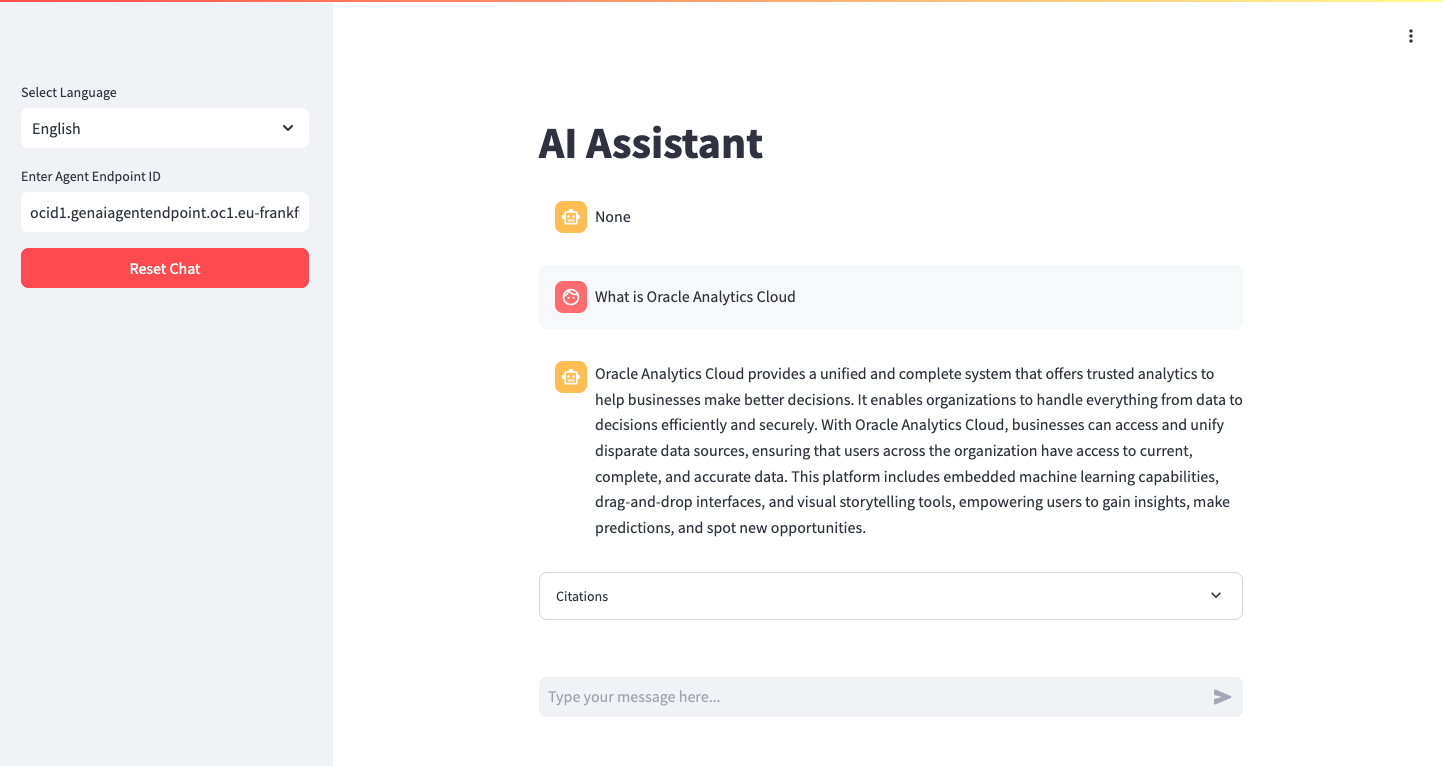 Select Language
English
Enter Agent Endpoint ID
ocid1.genaiagentendpoint.oc1.eu-frankf
Reset Chat
AI Assistant
None
What is Oracle Analytics Cloud
Oracle Analytics Cloud provides a unified and complete system that offers trusted analytics to
help businesses make better decisions. It enables organizations to handle everything from data to
decisions efficiently and securely. With Oracle Analytics Cloud, businesses can access and unify
disparate data sources, ensuring that users across the organization have access to current,
complete, and accurate data. This platform includes embedded machine learning capabilities,
drag-and-drop interfaces, and visual storytelling tools, empowering users to gain insights, make
predictions, and spot new opportunities.
Citations
Type your message here...